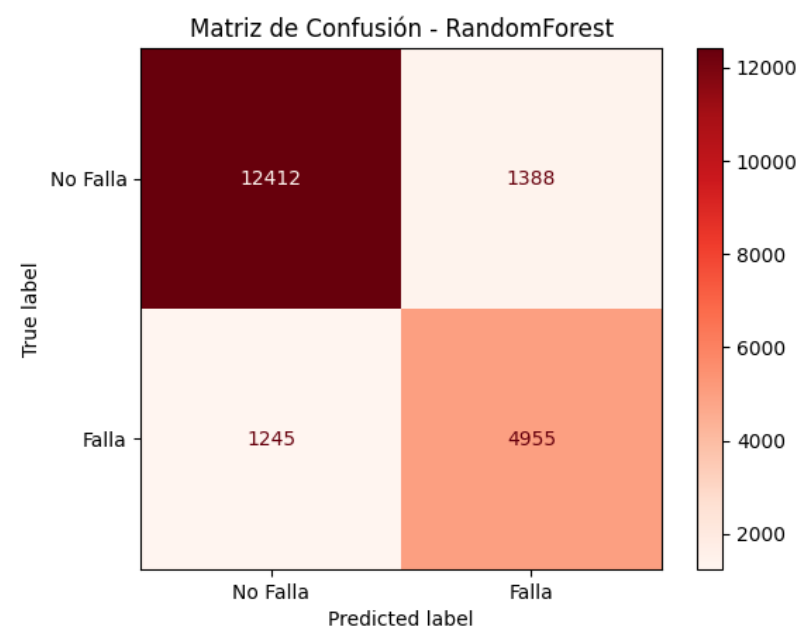 Matriz de Confusión - RandomForest
True label
No Falla
12412
1388
Falla
1245
4955
No Falla
Falla
Predicted label
12000
10000
8000
6000
4000
2000